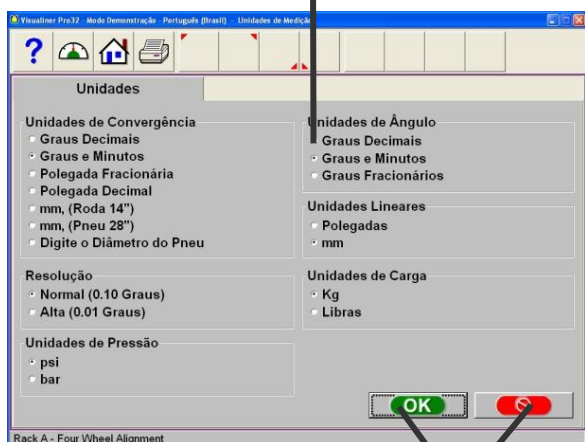 Visualiner Pro32 - Modo Demonstração - Português (Brasil) - Unidades de Medição
?
Unidades
Unidades de Convergência
Graus Decimais
Graus e Minutos
Polegada Fracionária
Polegada Decimal
mm, (Roda 14")
mm, (Pneu 28")
Digite o Diâmetro do Pneu
Resolução
Normal (0.10 Graus)
Alta (0.01 Graus)
Unidades de Pressão
psi
bar
Unidades de Ângulo
Graus Decimais
Graus e Minutos
Graus Fracionários
Unidades Lineares
Polegadas
mm
Unidades de Carga
Kg
Libras
OK
Rack A - Four Wheel Alignment